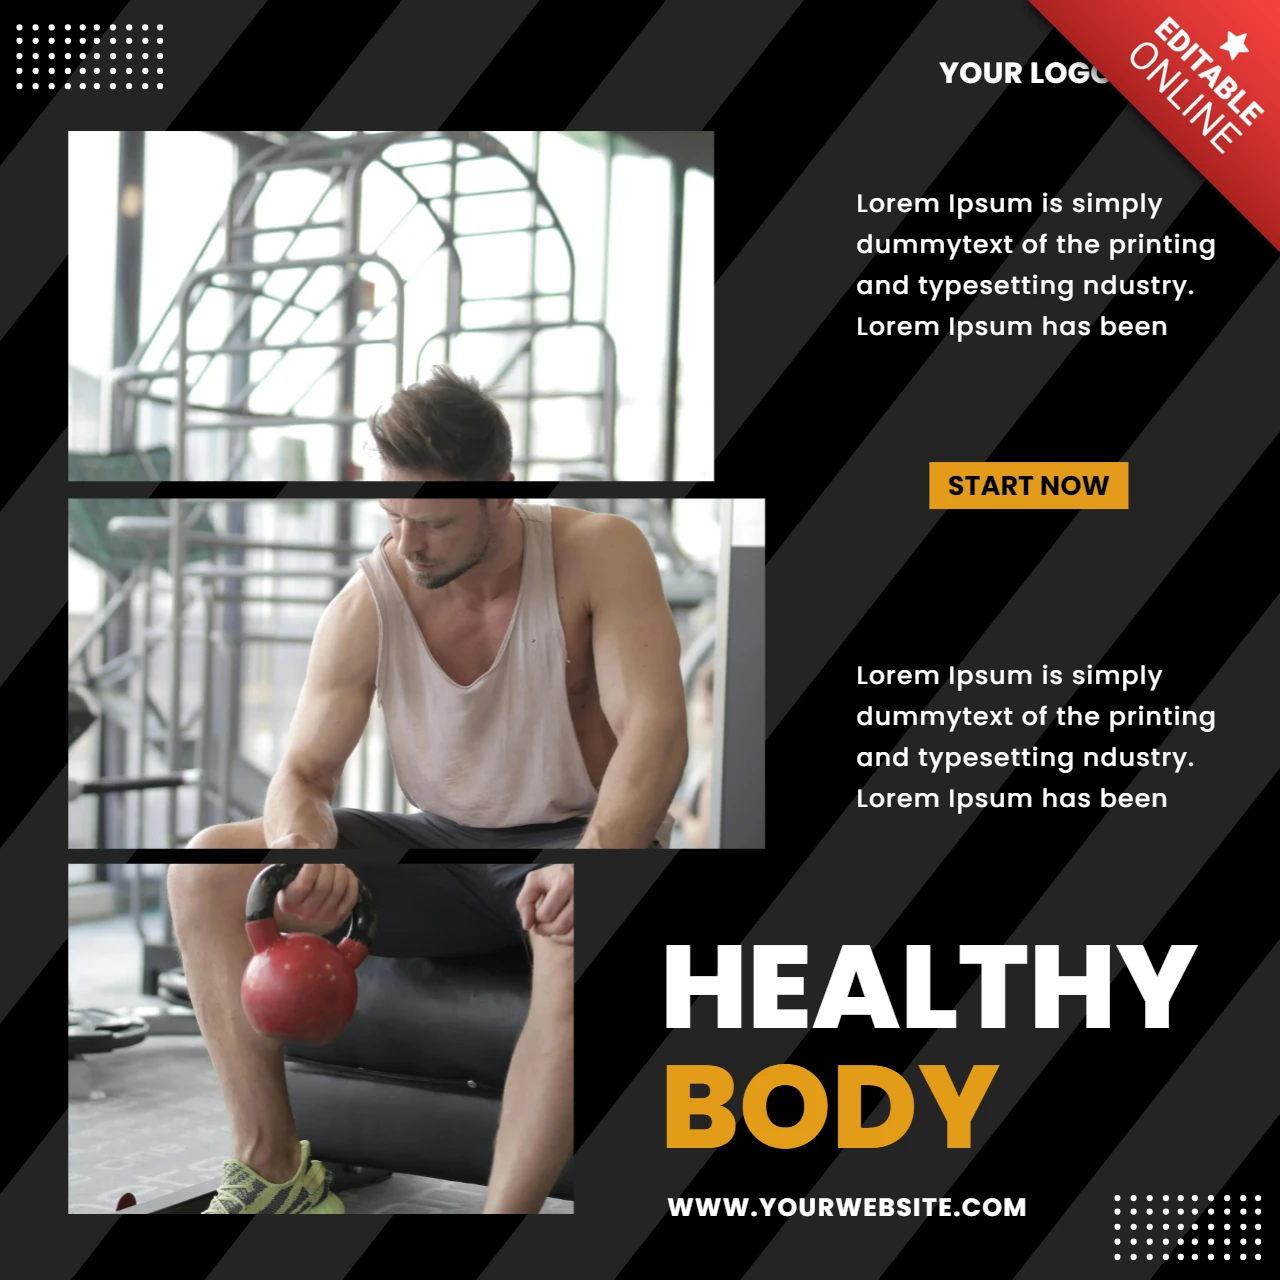 YOUR LOGO
EDITABLE
ONLINE
Lorem Ipsum is simply
dummytext of the printing
and typesetting ndustry.
Lorem Ipsum has been
START NOW
Lorem Ipsum is simply
dummytext of the printing
and typesetting ndustry.
Lorem Ipsum has been
HEALTHY
BODY
WWW.YOURWEBSITE.COM